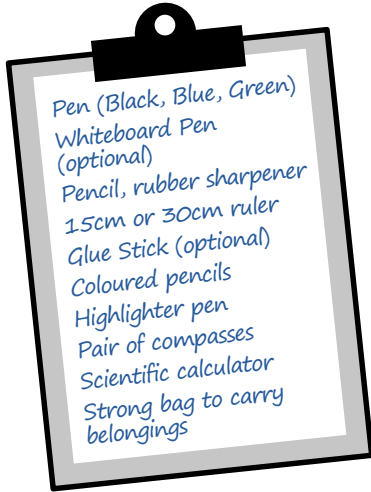 Pen (Black, Blue, Green)
Whiteboard Pen
(optional)
Pencil, rubber sharpener
15cm or 30cm ruler
Glue Stick (optional)
Coloured pencils
Highlighter pen
Pair of compasses
Scientific calculator
Strong bag to carry
belongings